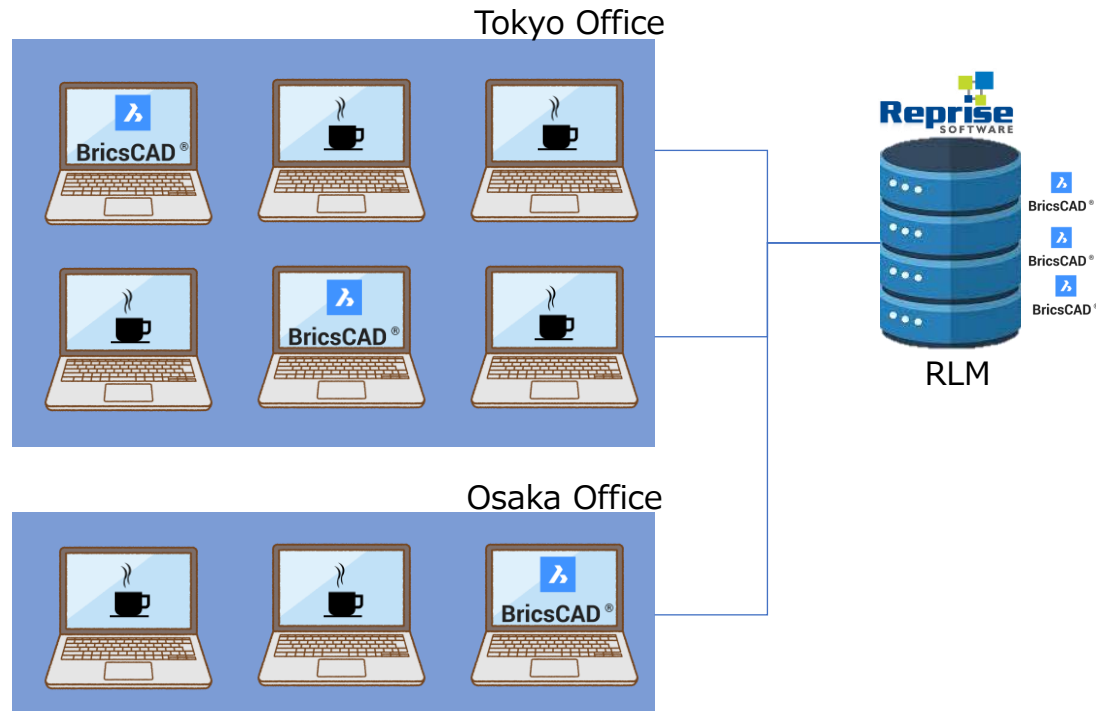 Tokyo Office
BricsCAD®
BricsCAD®
Reprise
SOFTWARE
BricsCAD®
BricsCAD®
BricsCAD®
RLM
Osaka Office
BricsCAD®